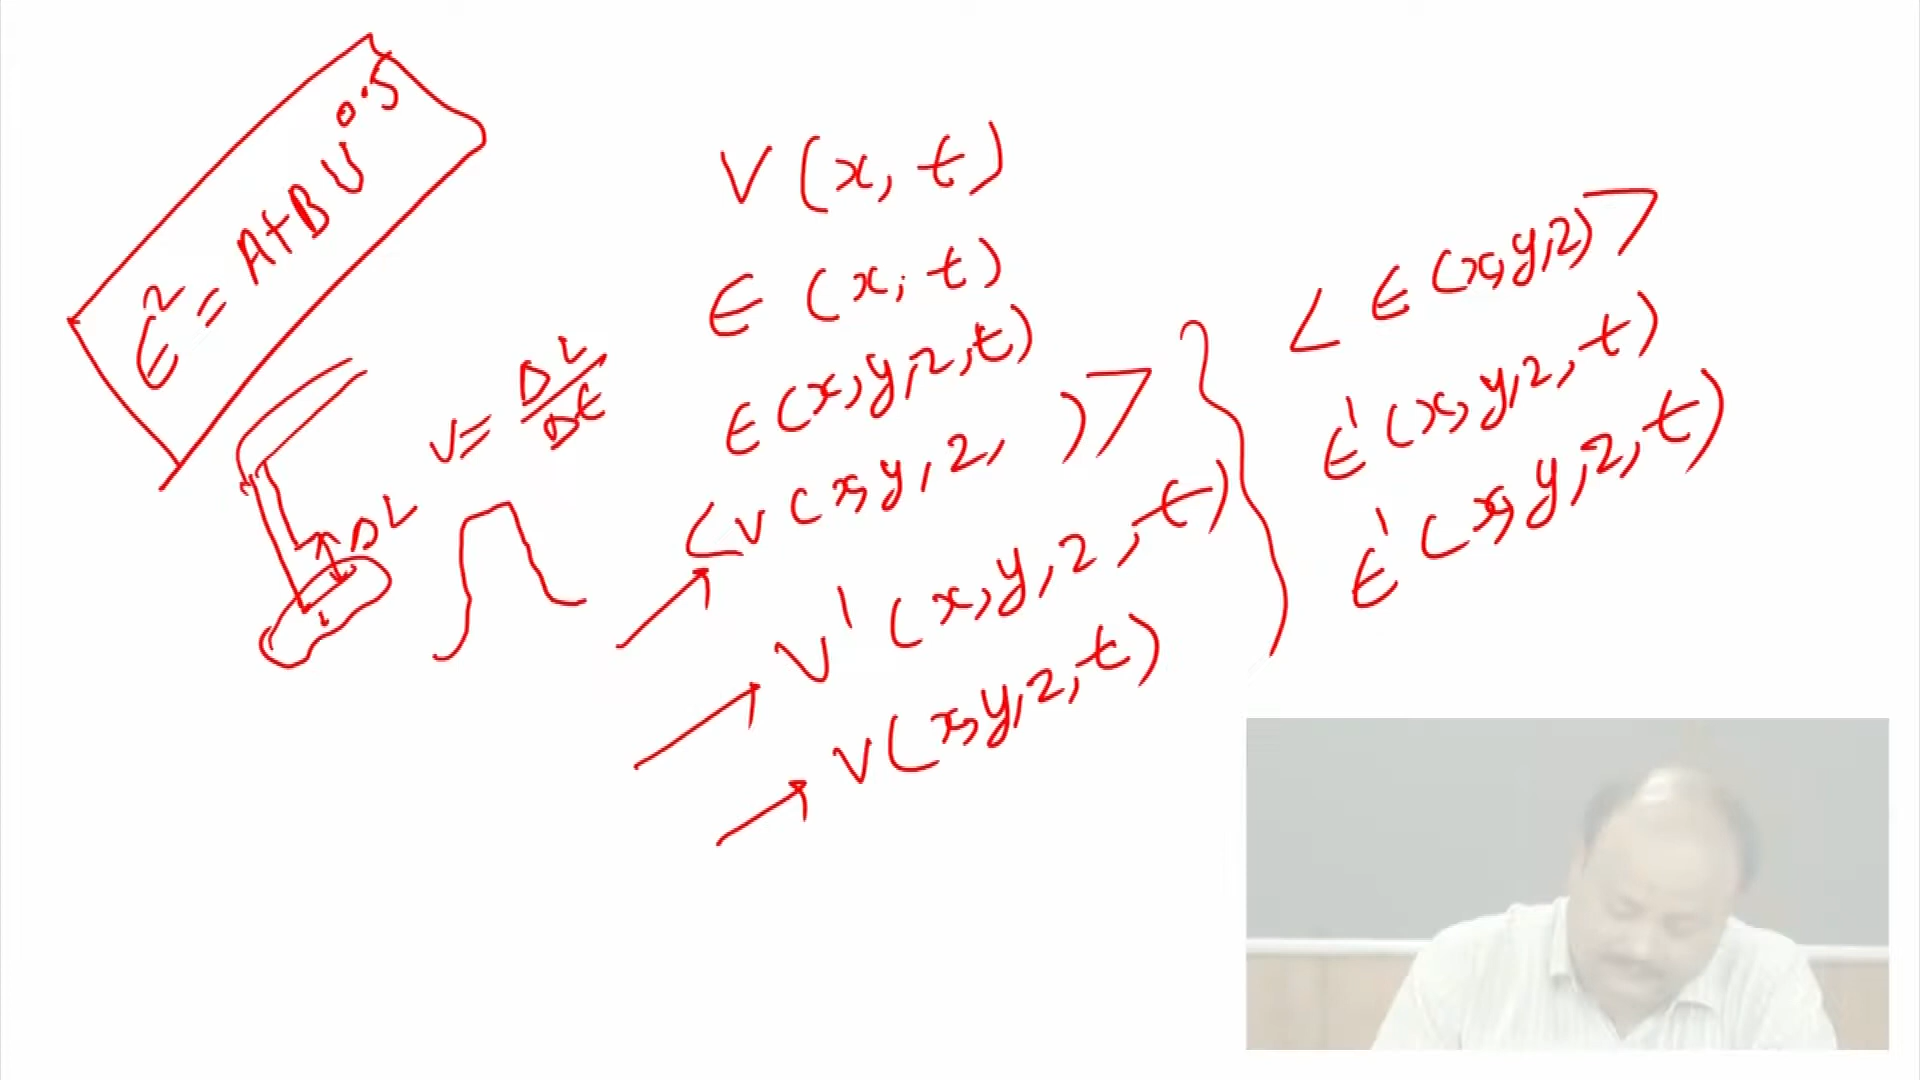 E² = A+BU^0.5
V = ΔL/Δt
ΔL
V (x, t)
∈ (x, t)
∈ (x, y, z, t)
<V (x, y, z, )>
V' (x, y, z, t)
V (x, y, z, t)
< ∈ (x, y, z) >
∈' (x, y, z, t)
∈' (x, y, z, t)